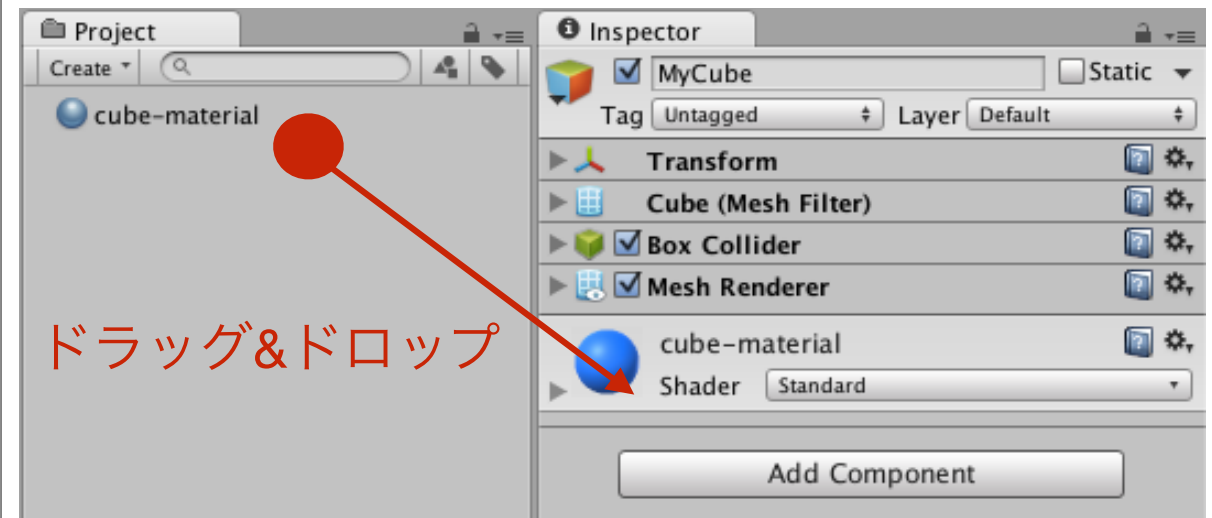 Project
Create
cube-material
ドラッグ&ドロップ
Inspector
MyCube
Static
Tag Untagged Layer Default
Transform
Cube (Mesh Filter)
Box Collider
Mesh Renderer
cube-material
Shader Standard
Add Component